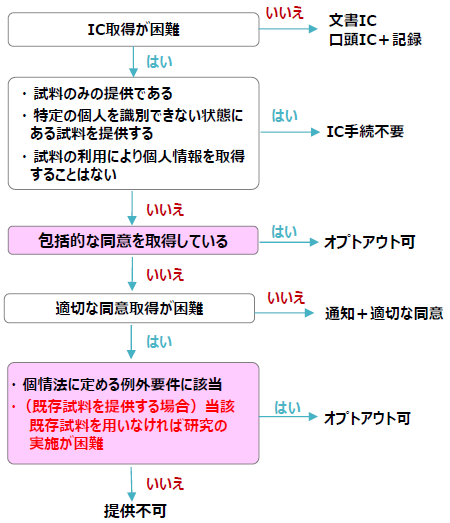 IC取得が困難
いいえ
文書IC
口頭IC＋記録
はい
・試料のみの提供である
・特定の個人を識別できない状態に
ある試料を提供する
・試料の利用により個人情報を取得
することはない
はい
IC手続不要
いいえ
包括的な同意を取得している
はい
オプトアウト可
いいえ
適切な同意取得が困難
いいえ
通知＋適切な同意
はい
・個情法に定める例外要件に該当
・（既存試料を提供する場合）当該
既存試料を用いなければ研究の
実施が困難
はい
オプトアウト可
いいえ
提供不可